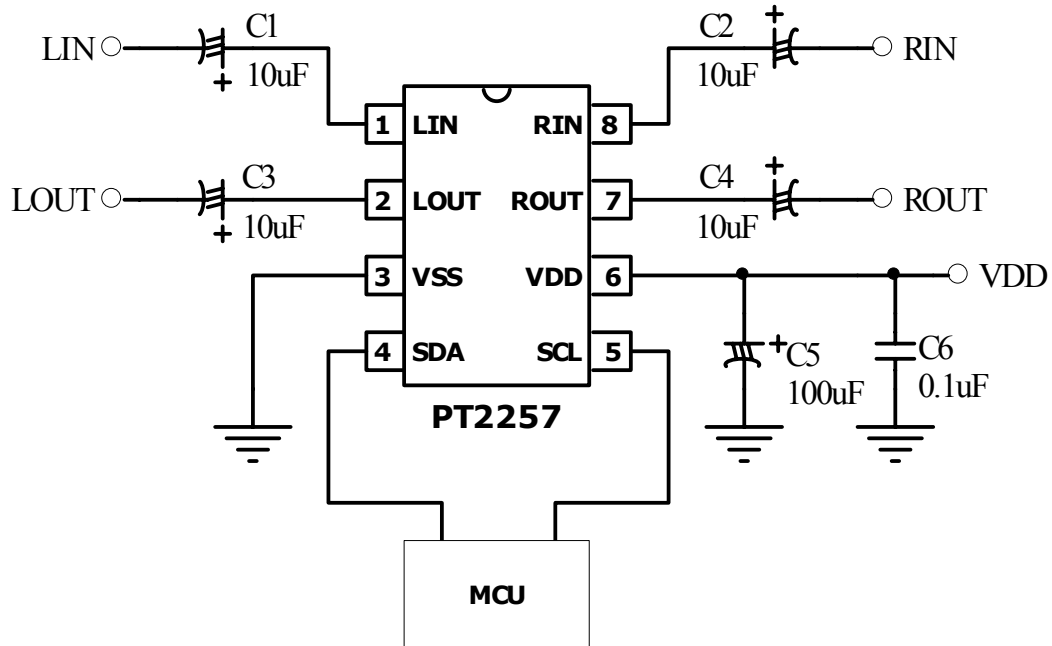 LIN
C1
10uF
+
C2
10uF
+
RIN
1 LIN RIN 8
LOUT
C3
10uF
+
2 LOUT ROUT 7
C4
10uF
+
ROUT
3 VSS VDD 6
VDD
4 SDA SCL 5
+
C5
100uF
C6
0.1uF
PT2257
MCU